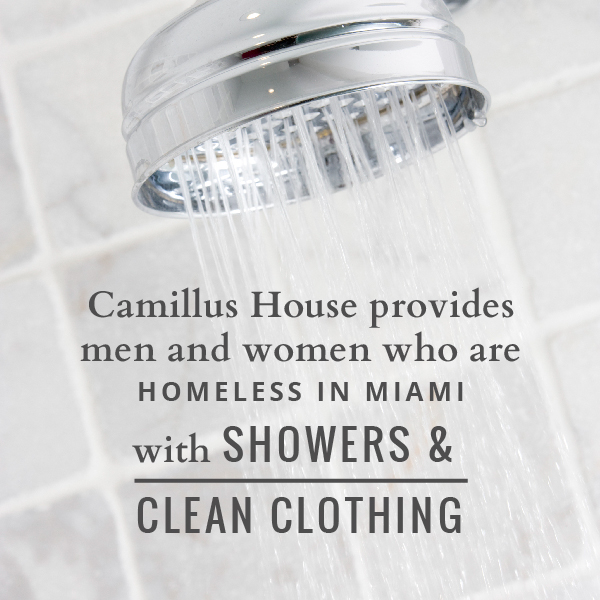 Camillus House provides
men and women who are
HOMELESS IN MIAMI
with SHOWERS &
CLEAN CLOTHING